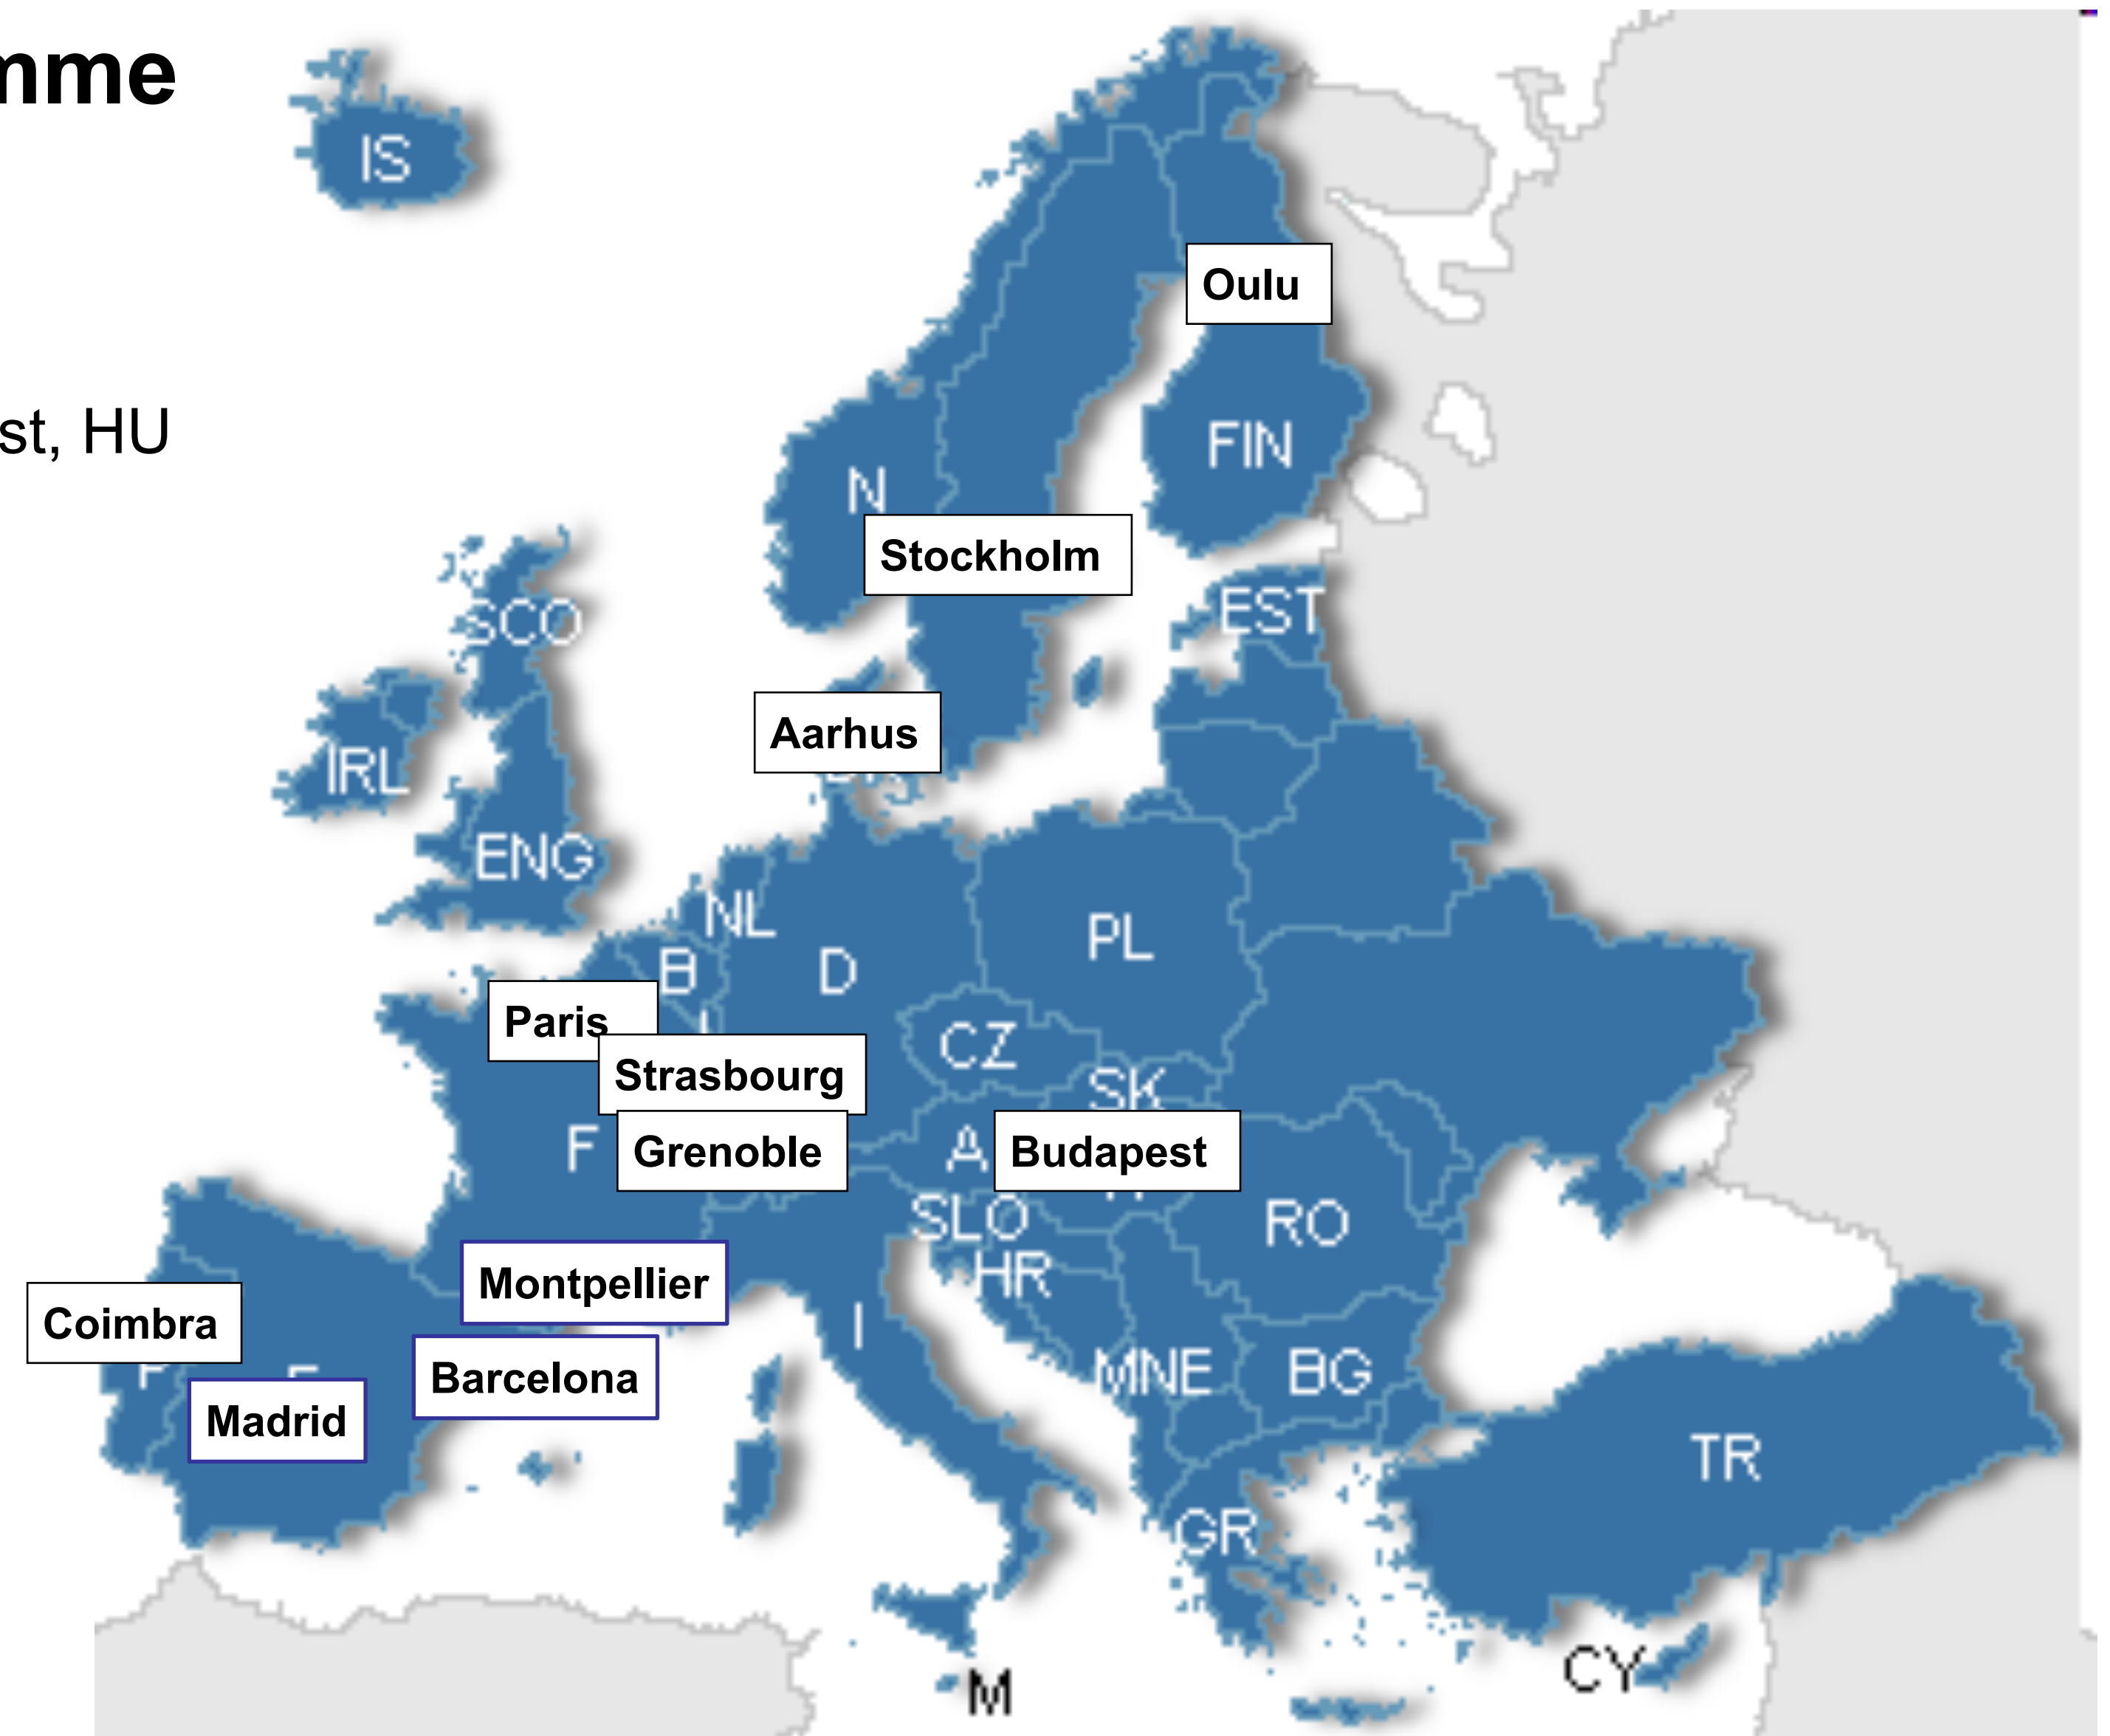 mme
IS
Oulu
st, HU
FIN
N
Stockholm
EST
SCO
Aarhus
IRL
ENG
NL
PL
B
D
Paris
CZ
Strasbourg
SK
F
Grenoble
A
Budapest
SLO
RO
HR
Montpellier
Coimbra
I
MNE
BG
Barcelona
Madrid
TR
GR
CY
M